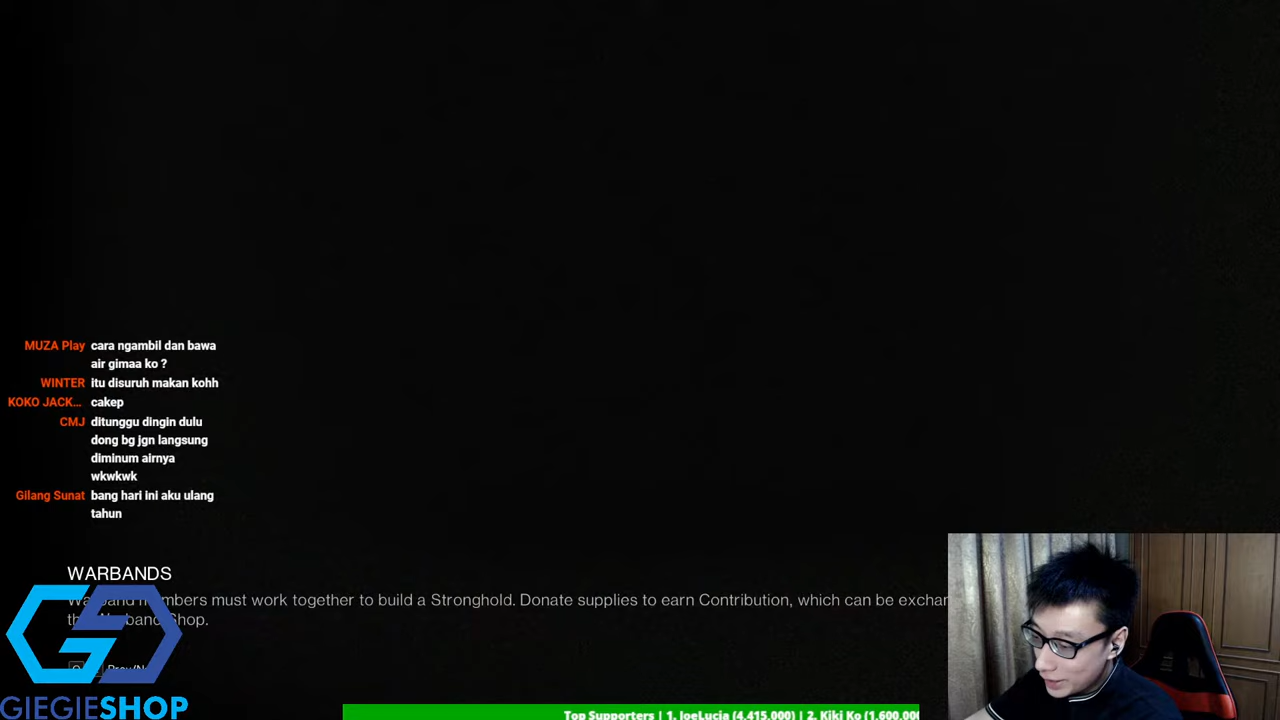 MUZA Play cara ngambil dan bawa
air gimaa ko ?
WINTER itu disuruh makan kohh
KOKO JACK... cakep
CMJ ditunggu dingin dulu
dong bg jgn langsung
diminum airnya
wkwkwk
Gilang Sunat bang hari ini aku ulang
tahun
WARBANDS
members must work together to build a Stronghold. Donate supplies to earn Contribution, which can be exchan
Shop.
GIEGIESHOP
Top Supporters | 1. JoeLucia (4,415,000) | 2. Kiki Ko (1,600,000